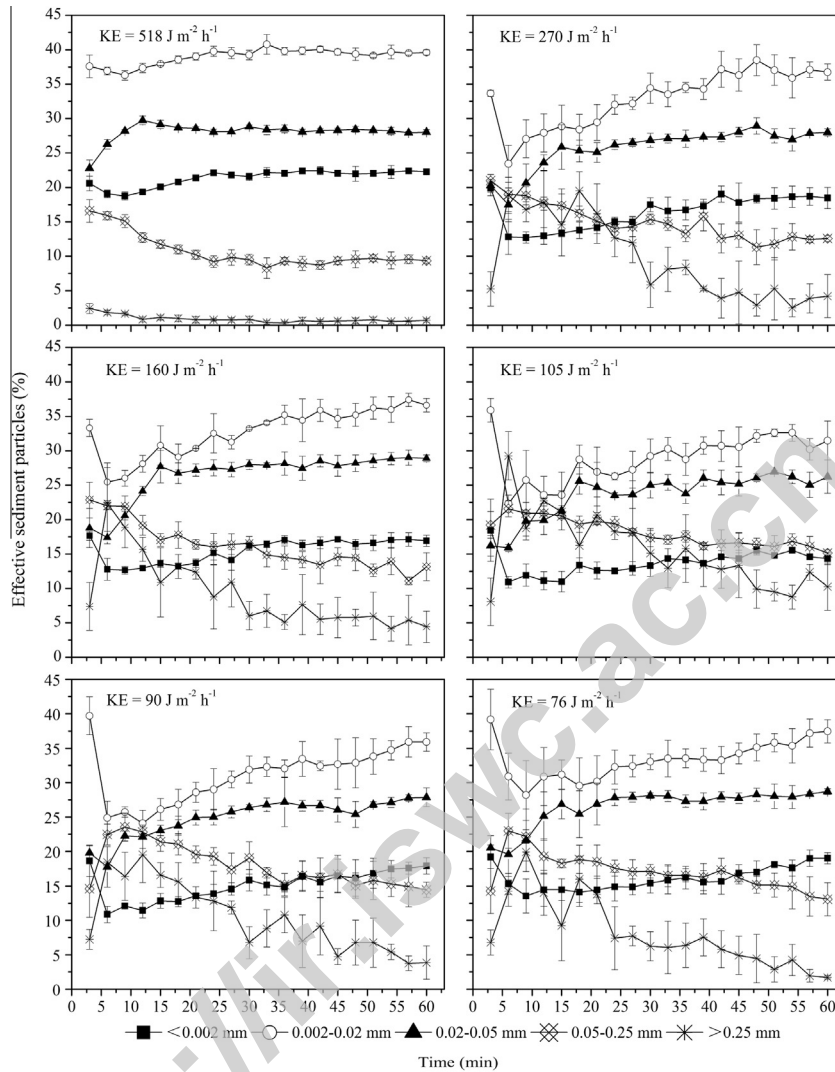 KE = 518 J m⁻² h⁻¹
KE = 270 J m⁻² h⁻¹
45
40
35
30
25
20
15
10
5
0
KE = 160 J m⁻² h⁻¹
KE = 105 J m⁻² h⁻¹
Effective sediment particles (%)
45
40
35
30
25
20
15
10
5
0
KE = 90 J m⁻² h⁻¹
KE = 76 J m⁻² h⁻¹
45
40
35
30
25
20
15
10
5
0
0 5 10 15 20 25 30 35 40 45 50 55 60 0 5 10 15 20 25 30 35 40 45 50 55 60
<0.002 mm 0.002-0.02 mm 0.02-0.05 mm 0.05-0.25 mm >0.25 mm
Time (min)
//ir.iswc.ac.cn